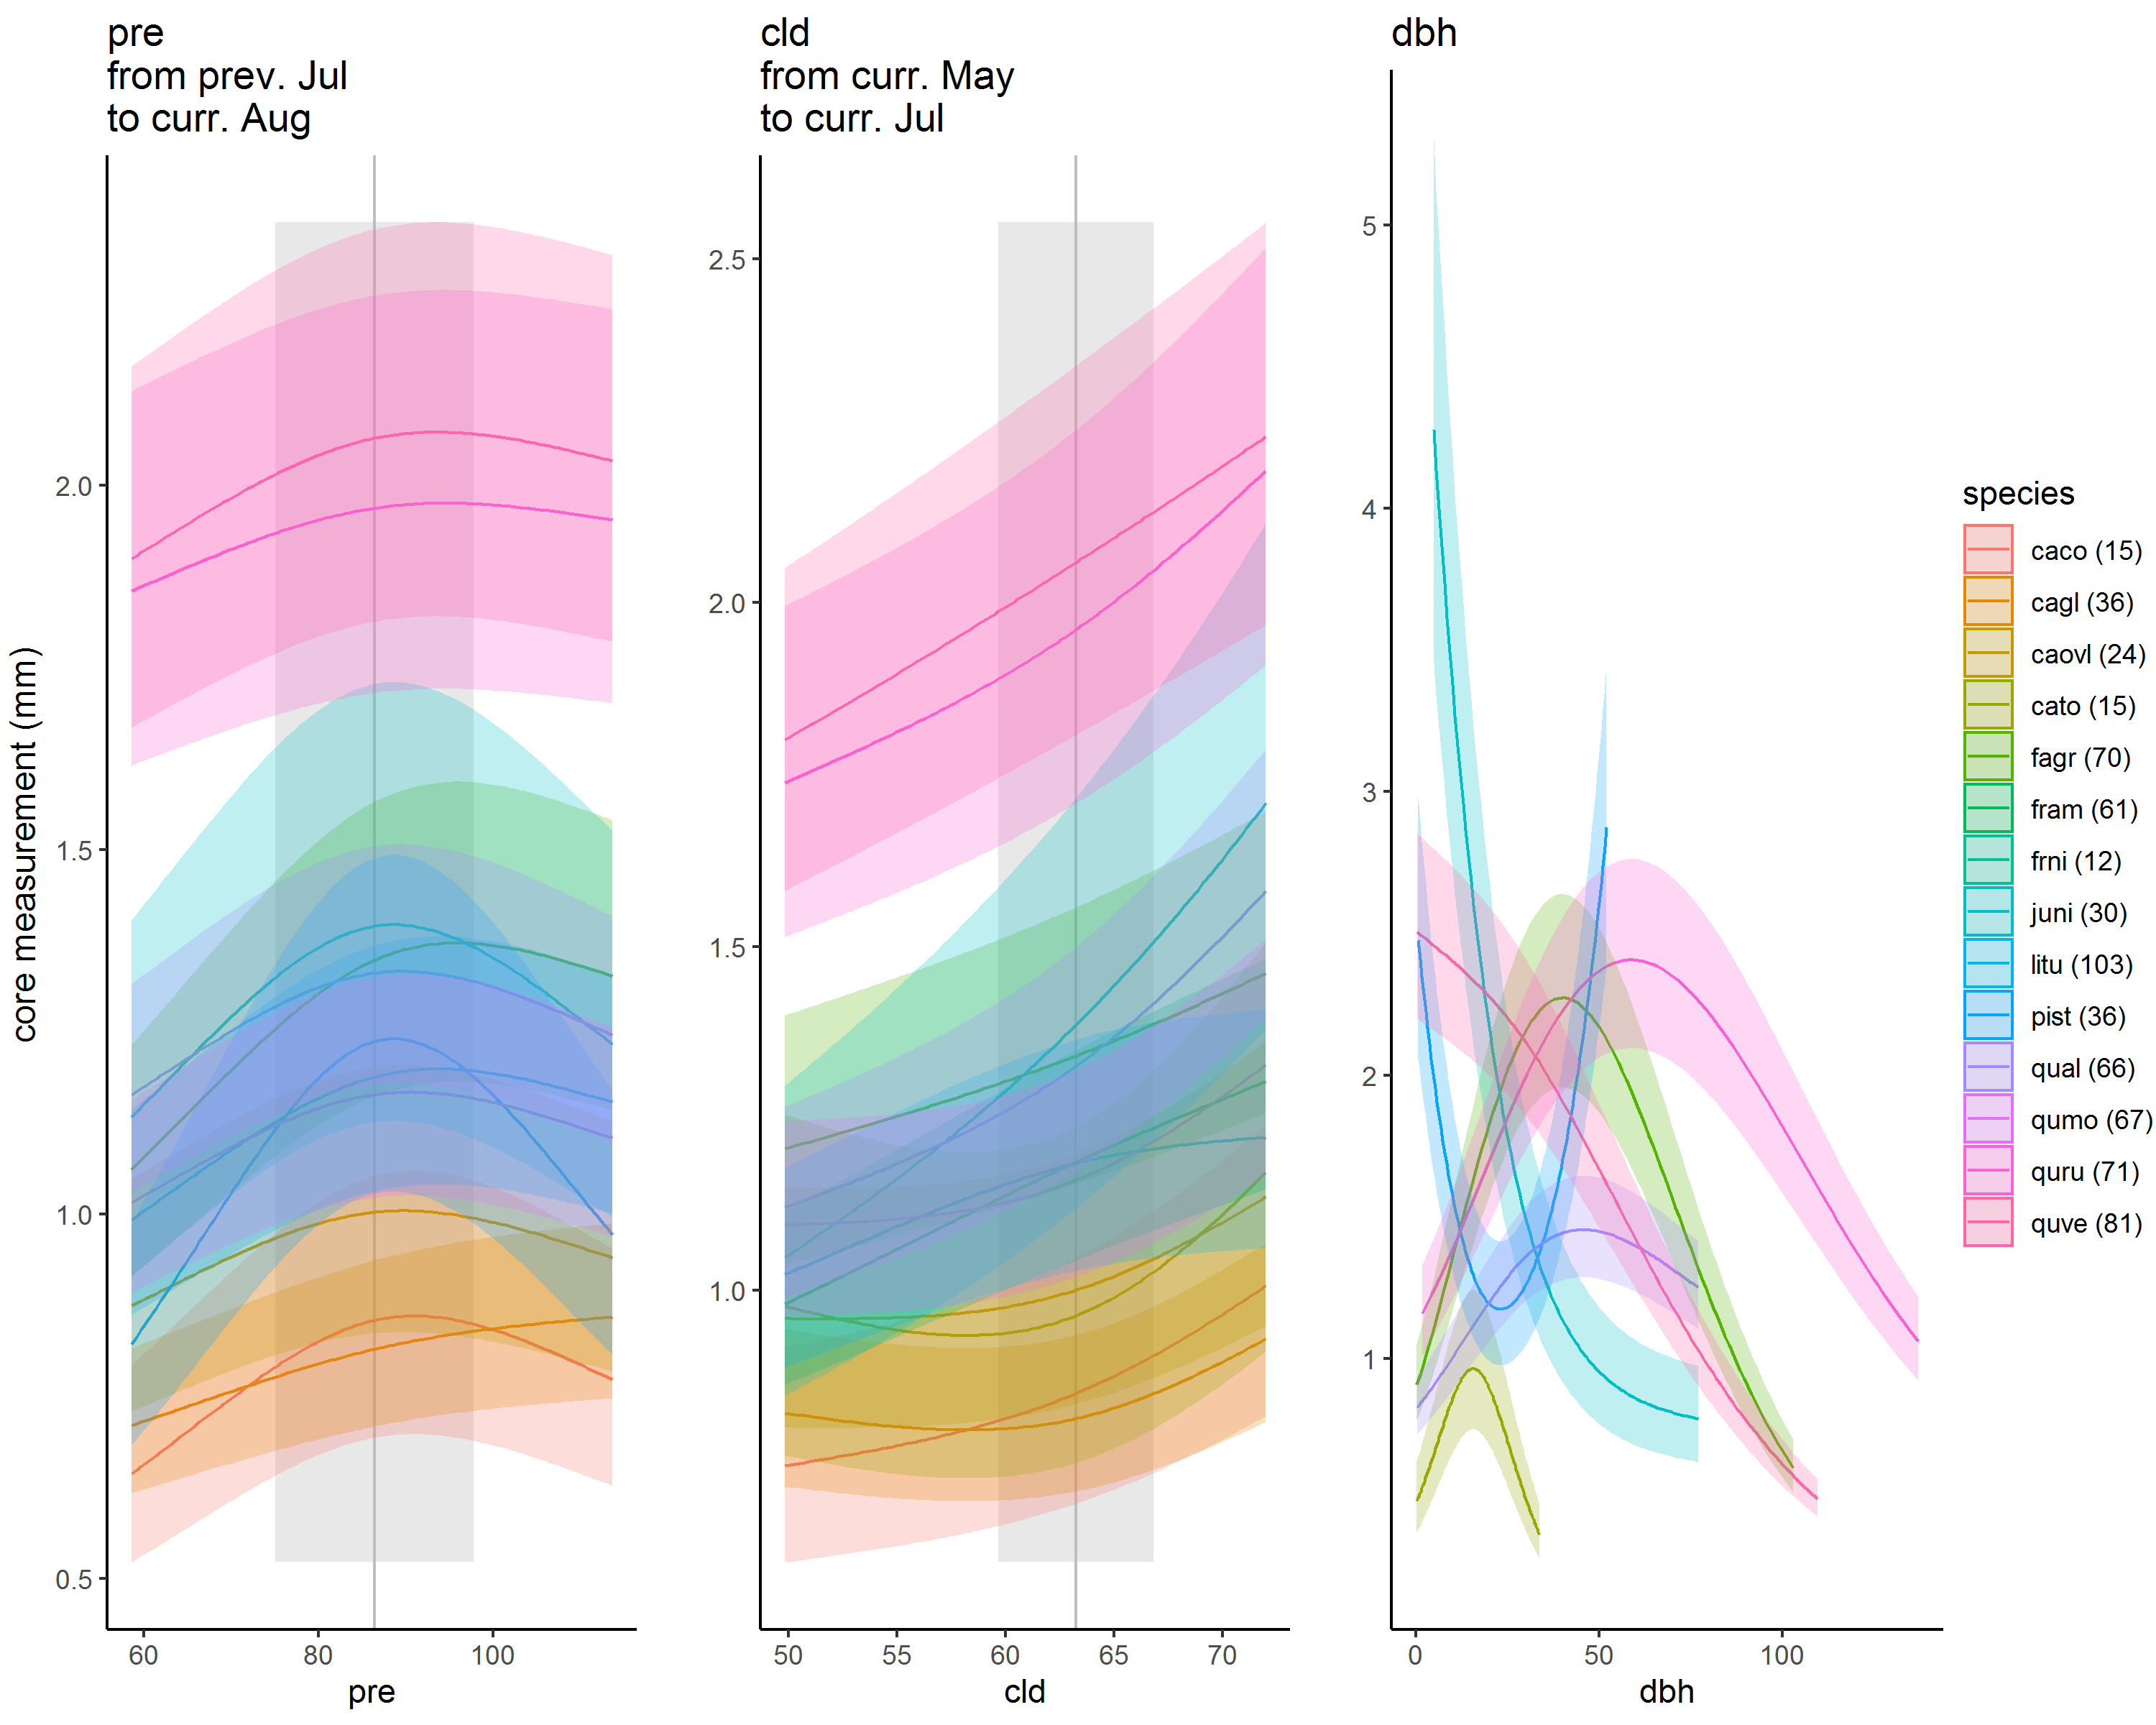 pre
from prev. Jul
to curr. Aug
cld
from curr. May
to curr. Jul
dbh
core measurement (mm)
2.0
1.5
1.0
0.5
60
80
100
pre
2.5
2.0
1.5
1.0
50
55
60
65
70
cld
5
4
3
2
1
0
50
100
dbh
species
caco (15)
cagl (36)
caovl (24)
cato (15)
fagr (70)
fram (61)
frni (12)
juni (30)
litu (103)
pist (36)
qual (66)
qumo (67)
quru (71)
quve (81)